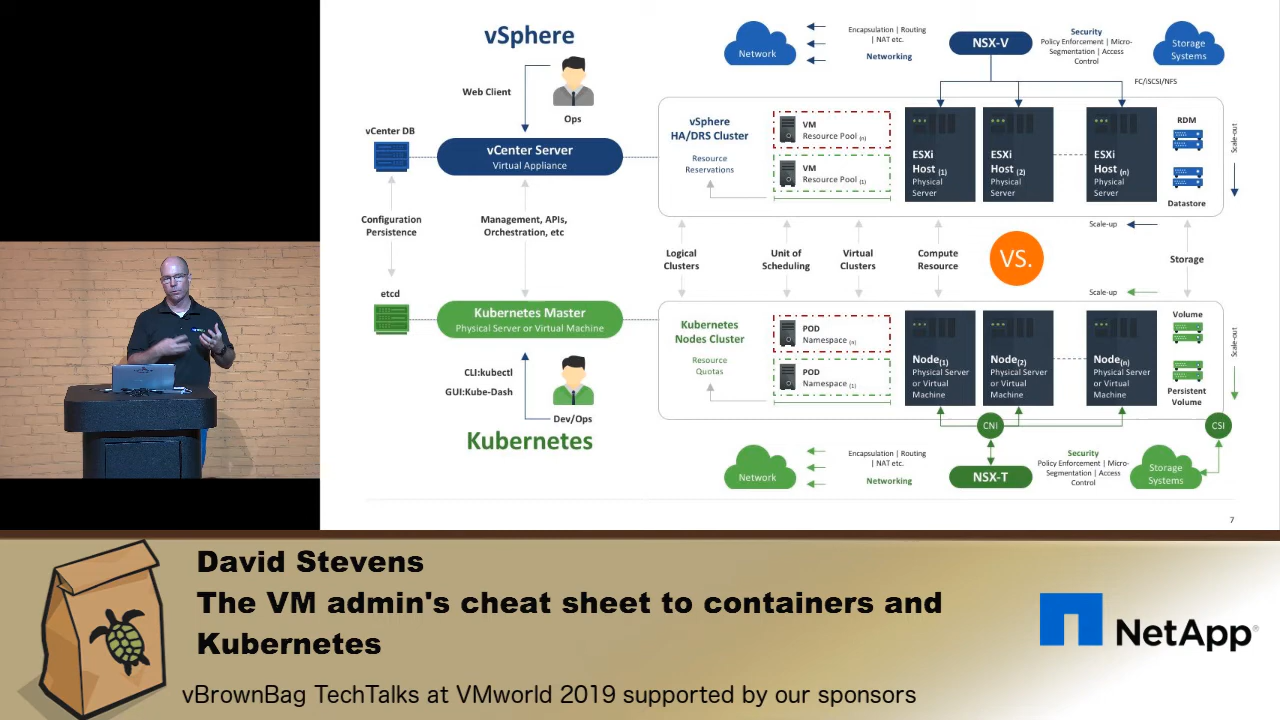 vSphere
Web Client
Ops
vCenter DB
vCenter Server
Virtual Appliance
Configuration
Persistence
Management, APIs,
Orchestration, etc
etcd
Kubernetes Master
Physical Server or Virtual Machine
CLI:kubectl
GUI:Kube-Dash
Dev/Ops
Kubernetes
Network
Encapsulation | Routing
| NAT etc.
Networking
NSX-V
Security
Policy Enforcement | Micro-
Segmentation | Access
Control
Storage
Systems
FC/iSCSI/NFS
vSphere
HA/DRS Cluster
Resource
Reservations
VM
Resource Pool (n)
VM
Resource Pool (1)
ESXi
Host (1)
Physical
Server
ESXi
Host (2)
Physical
Server
ESXi
Host (n)
Physical
Server
RDM
Datastore
Scale-out
Scale-up
Logical
Clusters
Unit of
Scheduling
Virtual
Clusters
Compute
Resource
VS.
Storage
Scale-up
Kubernetes
Nodes Cluster
Resource
Quotas
POD
Namespace (n)
POD
Namespace (1)
Node(1)
Physical Server
or Virtual
Machine
Node(2)
Physical Server
or Virtual
Machine
Node(n)
Physical Server
or Virtual
Machine
Volume
Persistent
Volume
Scale-out
CNI
CSI
Network
Encapsulation | Routing
| NAT etc.
Networking
NSX-T
Security
Policy Enforcement | Micro-
Segmentation | Access
Control
Storage
Systems
7
David Stevens
The VM admin's cheat sheet to containers and
Kubernetes
NetApp®
vBrownBag TechTalks at VMworld 2019 supported by our sponsors